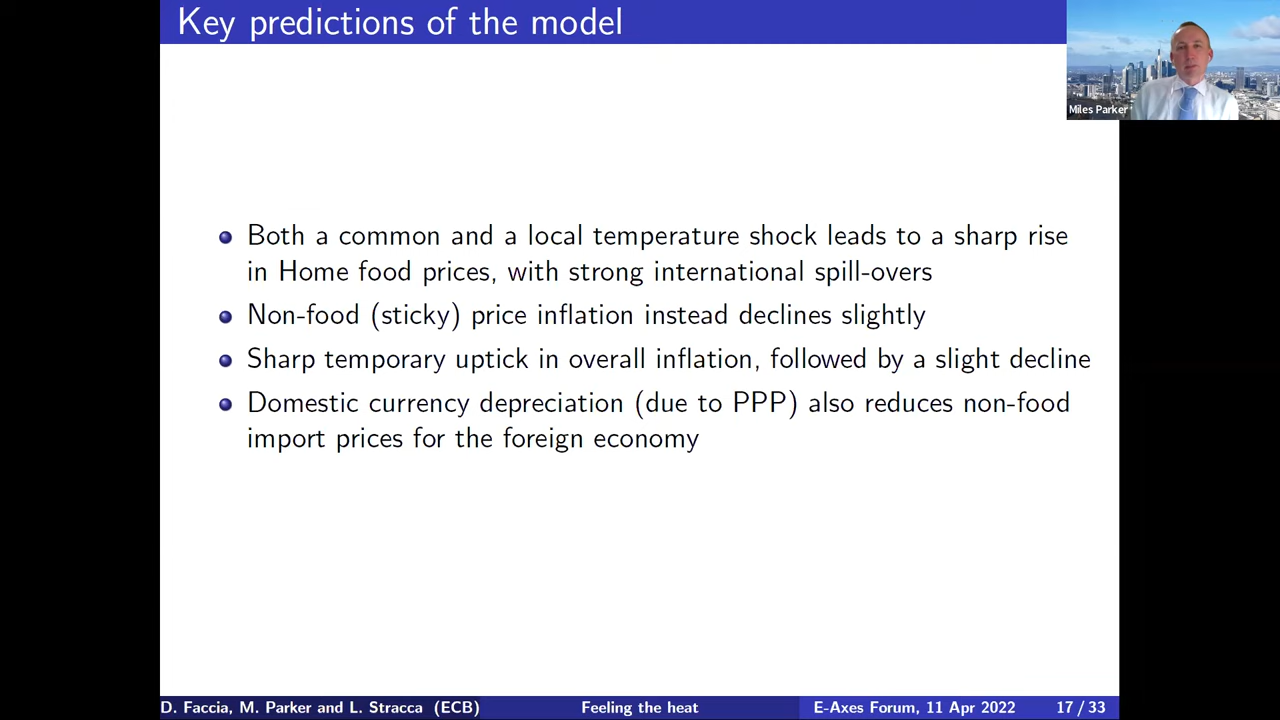 Key predictions of the model
Miles Parker
Both a common and a local temperature shock leads to a sharp rise
in Home food prices, with strong international spill-overs
Non-food (sticky) price inflation instead declines slightly
Sharp temporary uptick in overall inflation, followed by a slight decline
Domestic currency depreciation (due to PPP) also reduces non-food
import prices for the foreign economy
D. Faccia, M. Parker and L. Stracca (ECB) Feeling the heat E-Axes Forum, 11 Apr 2022 17 / 33